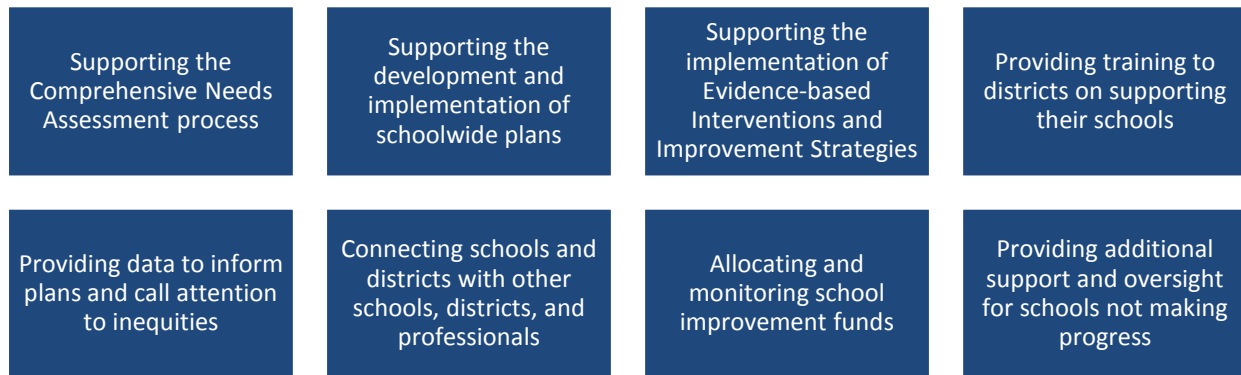 Supporting the
Comprehensive Needs
Assessment process
Supporting the
development and
implementation of
schoolwide plans
Supporting the
implementation of
Evidence-based
Interventions and
Improvement Strategies
Providing training to
districts on supporting
their schools
Providing data to inform
plans and call attention
to inequities
Connecting schools and
districts with other
schools, districts, and
professionals
Allocating and
monitoring school
improvement funds
Providing additional
support and oversight
for schools not making
progress